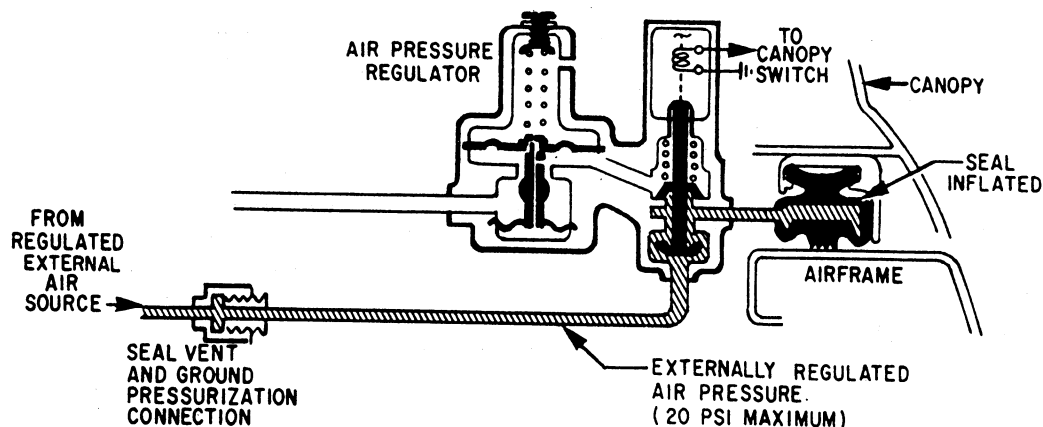 AIR PRESSURE
REGULATOR
TO
CANOPY
SWITCH
CANOPY
SEAL
INFLATED
FROM
REGULATED
EXTERNAL
AIR
SOURCE
AIRFRAME
SEAL VENT
AND GROUND
PRESSURIZATION
CONNECTION
EXTERNALLY REGULATED
AIR PRESSURE.
(20 PSI MAXIMUM)